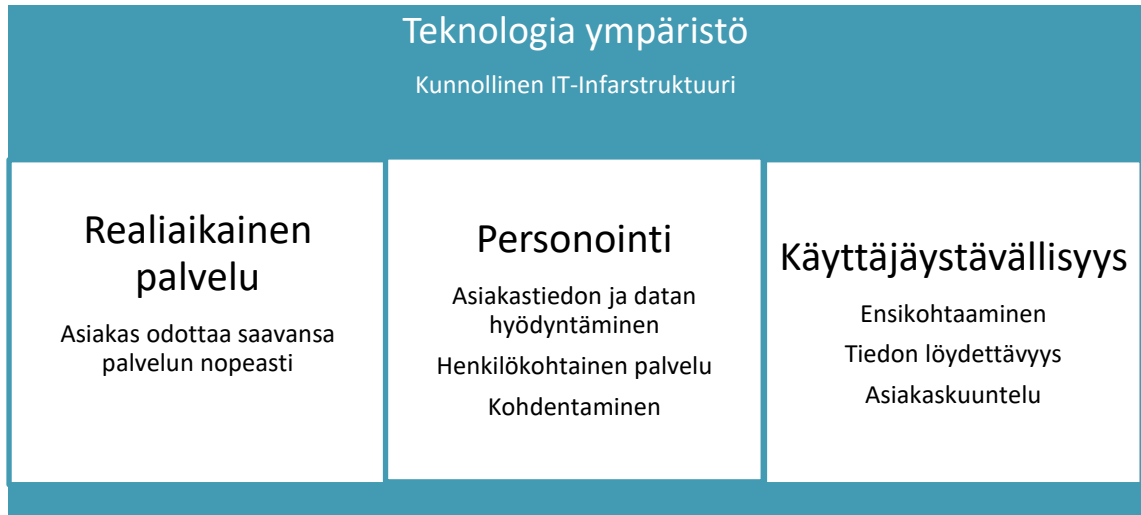 Teknologia ympäristö
Kunnollinen IT-Infarstruktuuri
Realiaikainen
palvelu
Asiakas odottaa saavansa
palvelun nopeasti
Personointi
Asiakastiedon ja datan
hyödyntäminen
Henkilökohtainen palvelu
Kohdentaminen
Käyttäjäystävällisyys
Ensikohtaaminen
Tiedon löydettävyys
Asiakaskuuntelu